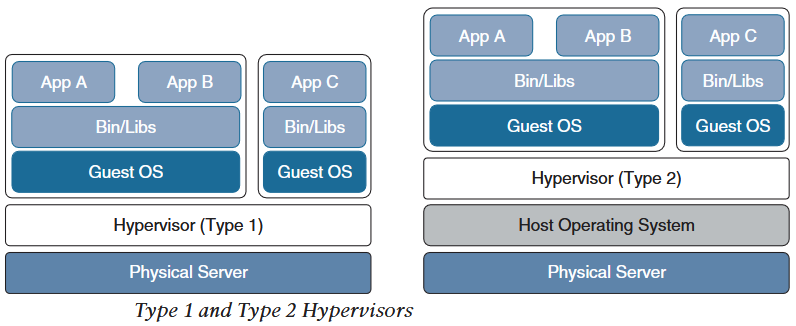 App A App B App C
Bin/Libs Bin/Libs
Guest OS Guest OS
Hypervisor (Type 1)
Physical Server
App A App B App C
Bin/Libs Bin/Libs
Guest OS Guest OS
Hypervisor (Type 2)
Host Operating System
Physical Server
Type 1 and Type 2 Hypervisors